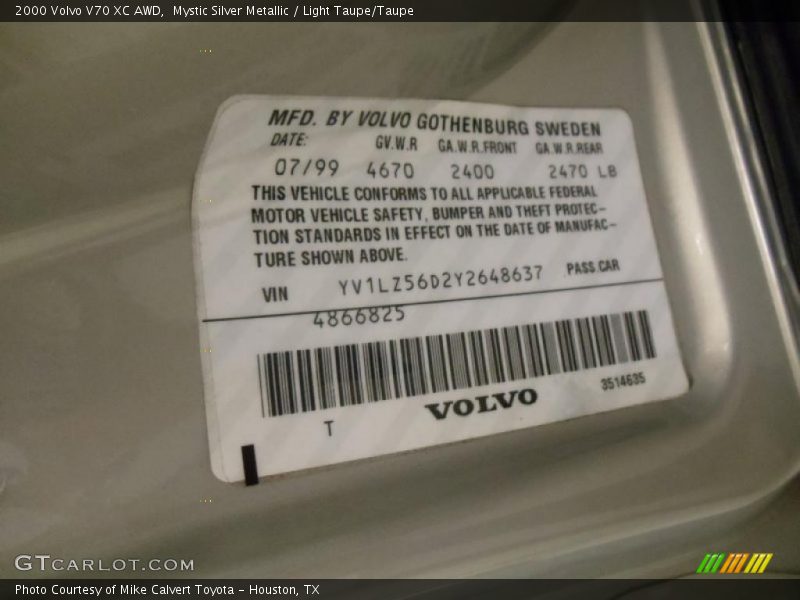 2000 Volvo V70 XC AWD,  Mystic Silver Metallic / Light Taupe/Taupe
MFD. BY VOLVO GOTHENBURG SWEDEN
DATE: GV.W.R GA.W.R.FRONT GA.W.R.REAR
07/99 4670 2400 2470 LB
THIS VEHICLE CONFORMS TO ALL APPLICABLE FEDERAL
MOTOR VEHICLE SAFETY, BUMPER AND THEFT PROTEC-
TION STANDARDS IN EFFECT ON THE DATE OF MANUFAC-
TURE SHOWN ABOVE.
VIN YV1LZ56D2Y2648637 PASS.CAR
4866825
3514635
VOLVO
T
GTCARLOT.COM
Photo Courtesy of Mike Calvert Toyota - Houston, TX